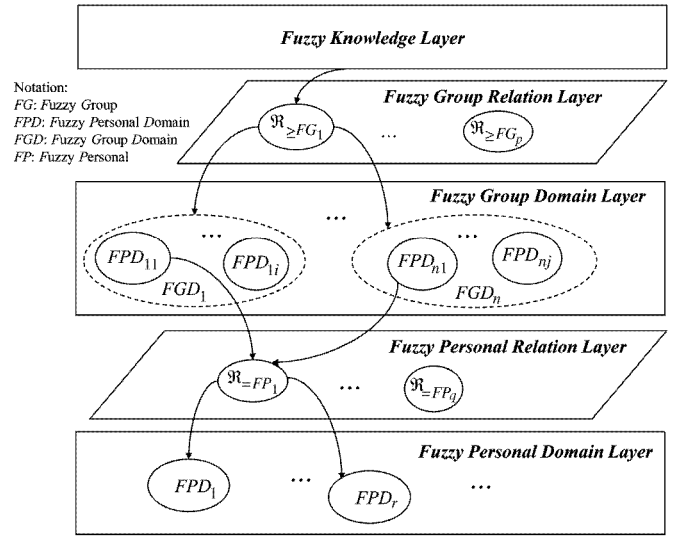 Fuzzy Knowledge Layer
Notation:
FG: Fuzzy Group
FPD: Fuzzy Personal Domain
FGD: Fuzzy Group Domain
FP: Fuzzy Personal
Fuzzy Group Relation Layer
ℜ≥FG1 ... ℜ≥FGp
Fuzzy Group Domain Layer
...
... ...
FPD11 FPD1i FPDn1 FPDnj
FGD1 FGDn
Fuzzy Personal Relation Layer
ℜ=FP1 ... ℜ=FPq
Fuzzy Personal Domain Layer
FPD1 ... FPDr ...